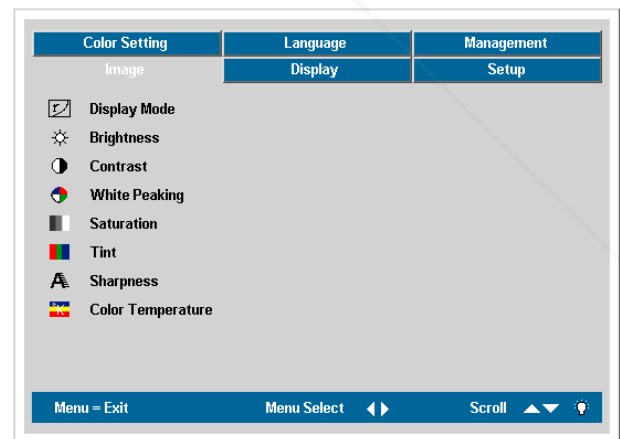 Color Setting Language Management
Image Display Setup
Display Mode
Brightness
Contrast
White Peaking
Saturation
Tint
Sharpness
Color Temperature
Menu = Exit Menu Select Scroll